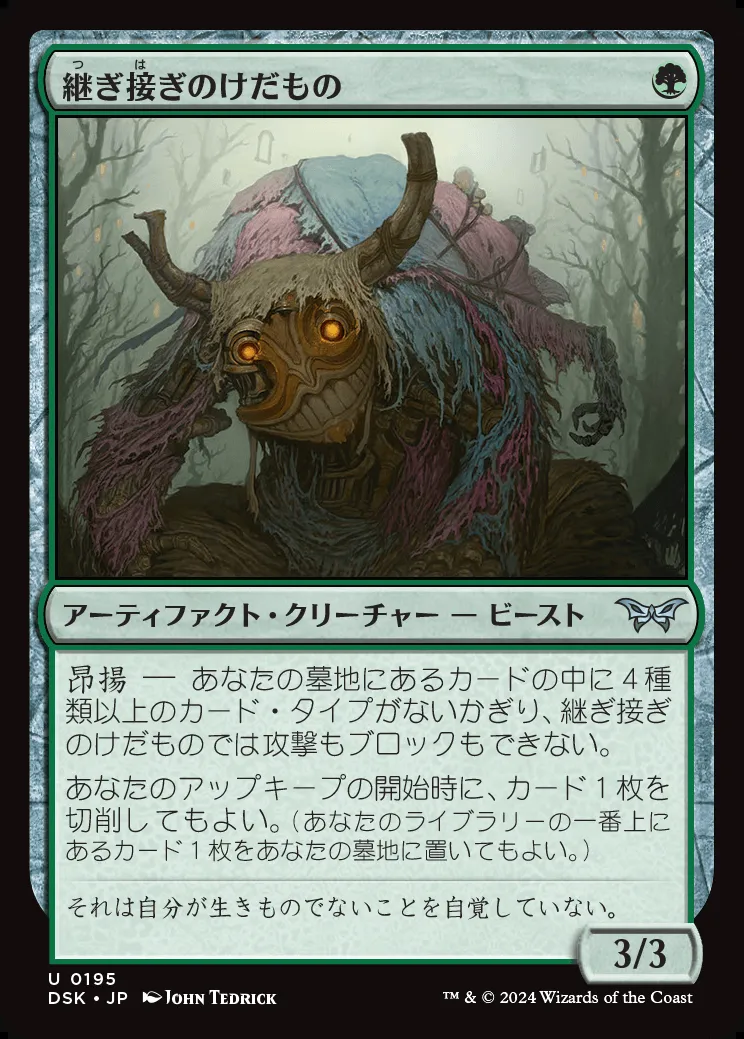 継ぎ接ぎのけだもの
アーティファクト・クリーチャー — ビースト
昂揚 — あなたの墓地にあるカードの中に４種
類以上のカード・タイプがないかぎり、継ぎ接ぎ
のけだものでは攻撃もブロックもできない。
あなたのアップキープの開始時に、カード１枚を
切削してもよい。（あなたのライブラリーの一番上に
あるカード１枚をあなたの墓地に置いてもよい。）
それは自分が生きものでないことを自覚していない。
3/3
U 0195
DSK • JP John Tedrick
™ & © 2024 Wizards of the Coast